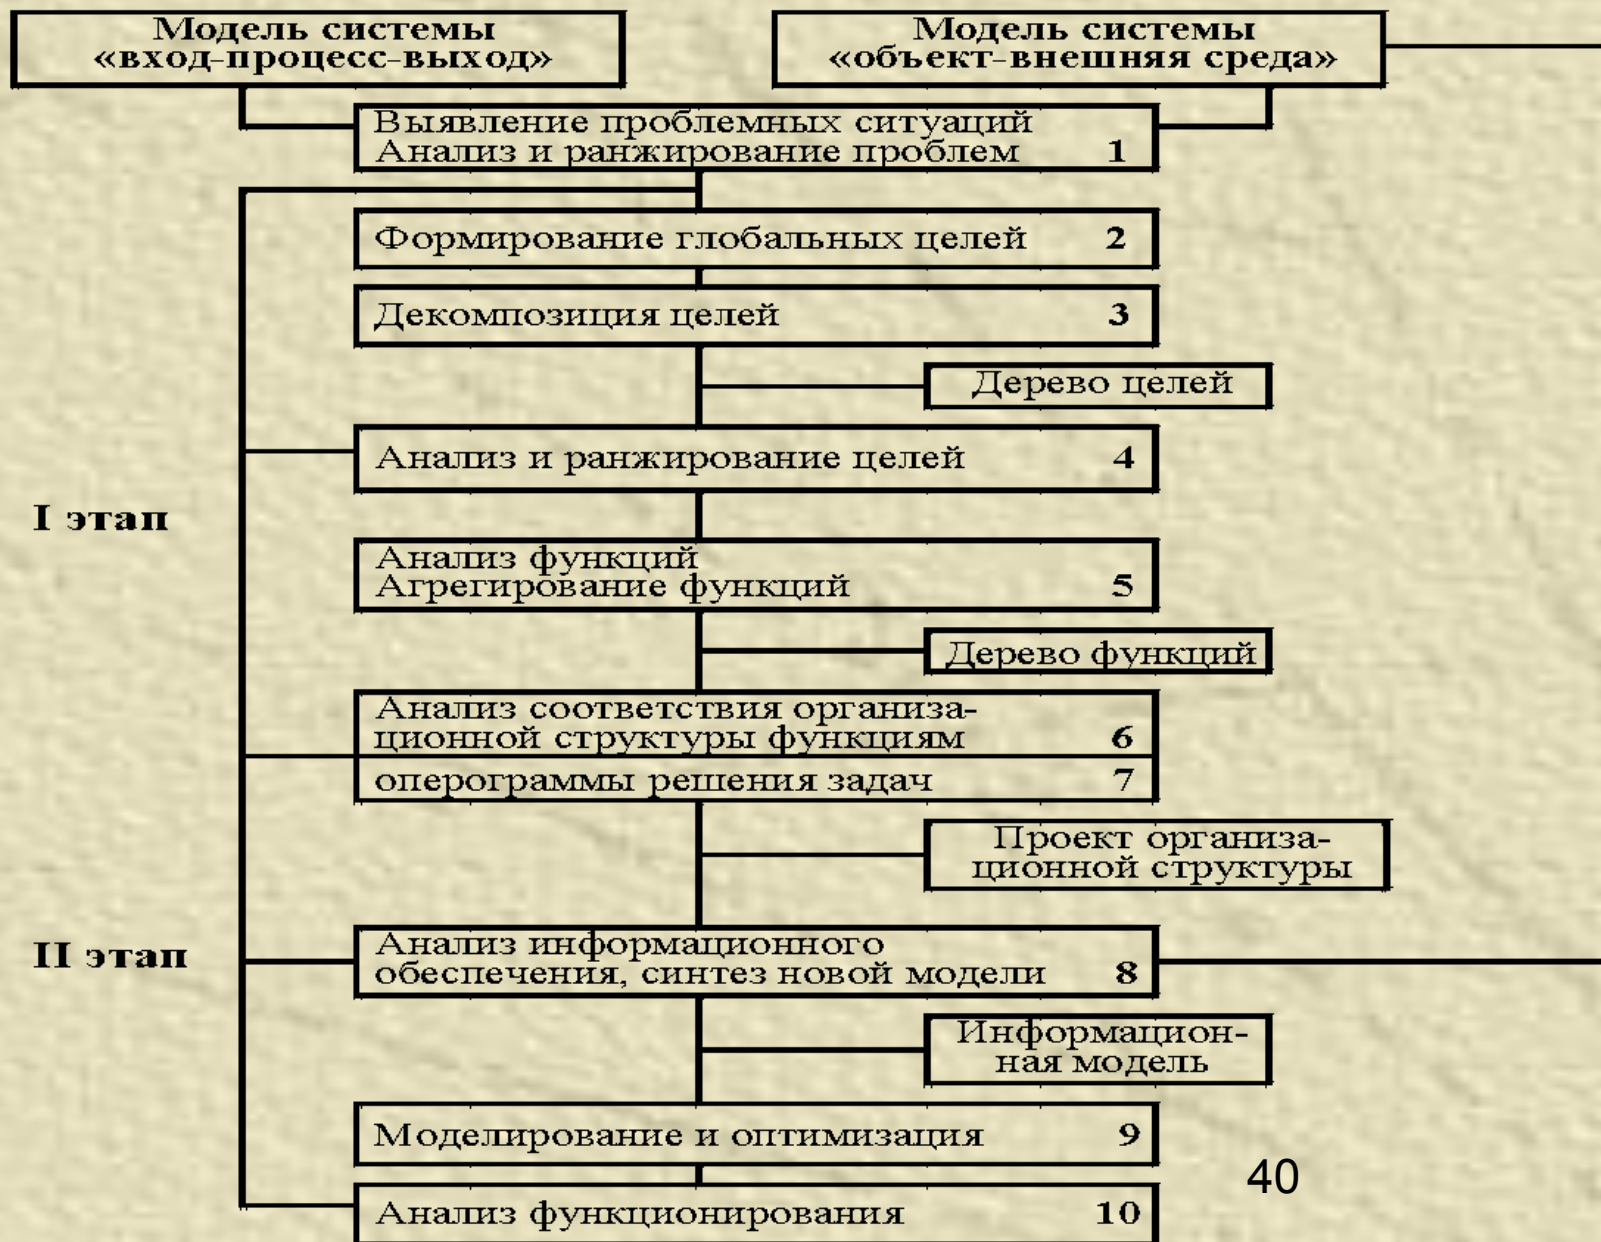 Модель системы
«вход-процесс-выход»
Модель системы
«объект-внешняя среда»
Выявление проблемных ситуаций
Анализ и ранжирование проблем 1
Формирование глобальных целей 2
Декомпозиция целей 3
Дерево целей
Анализ и ранжирование целей 4
I этап
Анализ функций
Агрегирование функций 5
Дерево функций
Анализ соответствия организа-
ционной структуры функциям 6
оперограммы решения задач 7
Проект организа-
ционной структуры
II этап
Анализ информационного
обеспечения, синтез новой модели 8
Информацион-
ная модель
Моделирование и оптимизация 9
40
Анализ функционирования 10